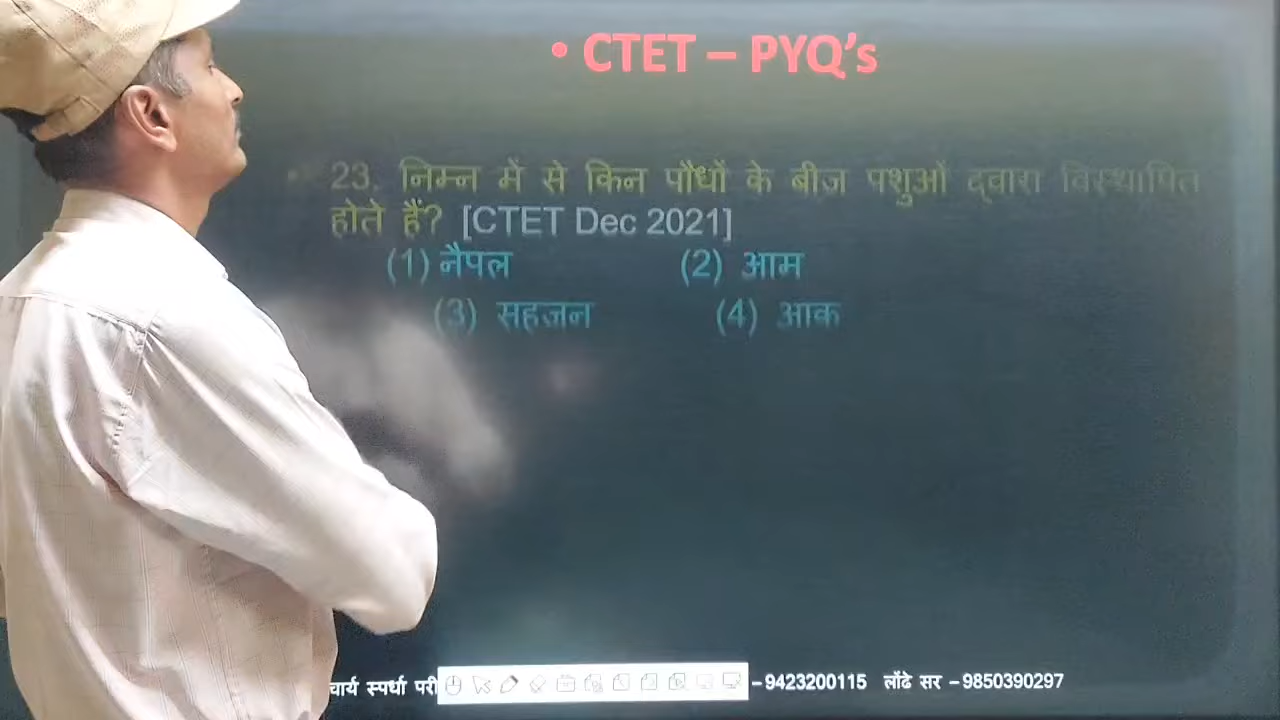 • CTET – PYQ's
23. निम्न में से किन पौधों के बीज पशुओं द्वारा विस्थापित
होते हैं? [CTET Dec 2021]
(1) नैपल (2) आम
(3) सहजन (4) आक
चार्य स्पर्धा परी –9423200115 लोंढे सर –9850390297